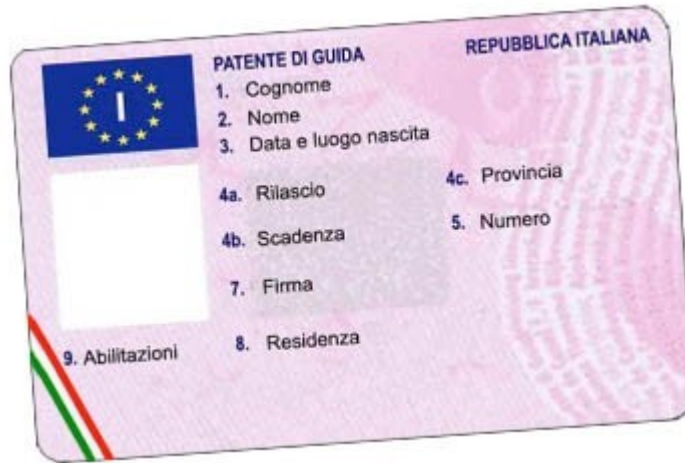 I
PATENTE DI GUIDA REPUBBLICA ITALIANA
1. Cognome
2. Nome
3. Data e luogo nascita
4a. Rilascio 4c. Provincia
4b. Scadenza 5. Numero
7. Firma
9. Abilitazioni 8. Residenza